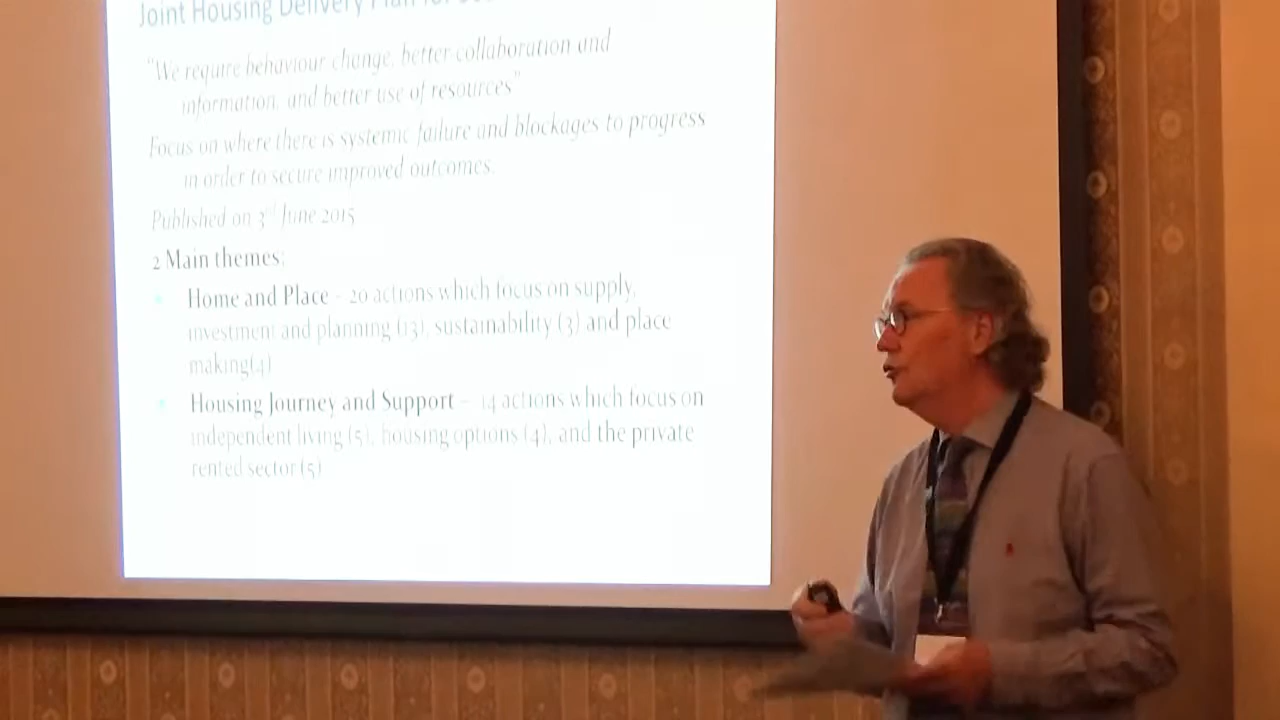 Joint Housing Delivery Plan for
"We require behaviour change, better collaboration and
information, and better use of resources"
Focus on where there is systemic failure and blockages to progress
in order to secure improved outcomes.
Published on 3rd June 2015
2 Main themes:
Home and Place – 20 actions which focus on supply,
investment and planning (13), sustainability (3) and place
making(4)
Housing Journey and Support – 14 actions which focus on
independent living (5), housing options (4), and the private
rented sector (5)